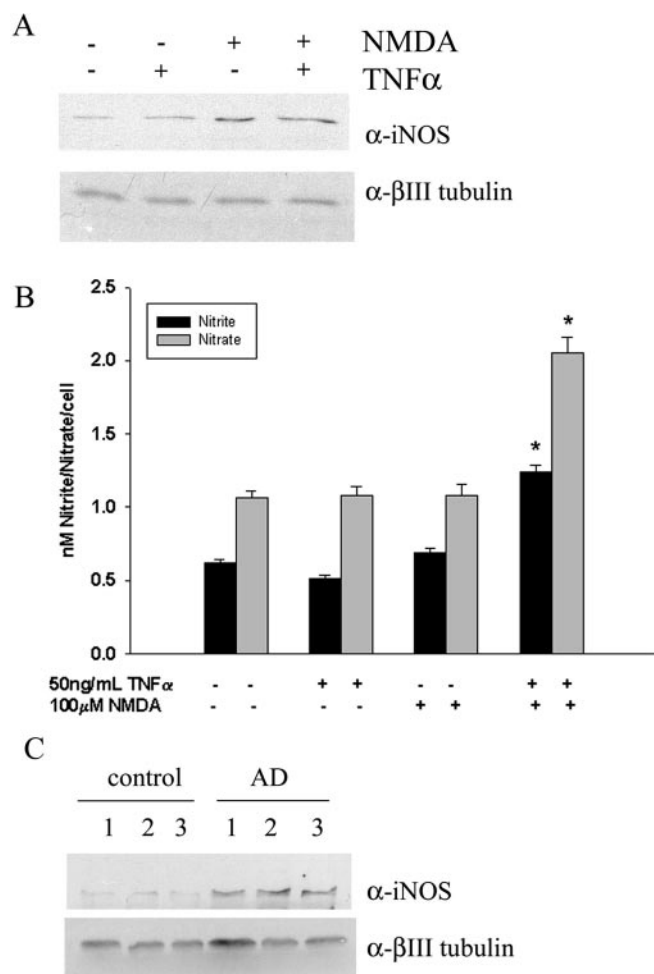 A
- - + + NMDA
- + - + TNFα
α-iNOS
α-βIII tubulin
B
2.5
2.0
1.5
1.0
0.5
0.0
nM Nitrite/Nitrate/cell
Nitrite
Nitrate
*
*
50ng/mL TNFα - - + + - - + +
100µM NMDA - - - - + + + +
C
control AD
1 2 3 1 2 3
α-iNOS
α-βIII tubulin